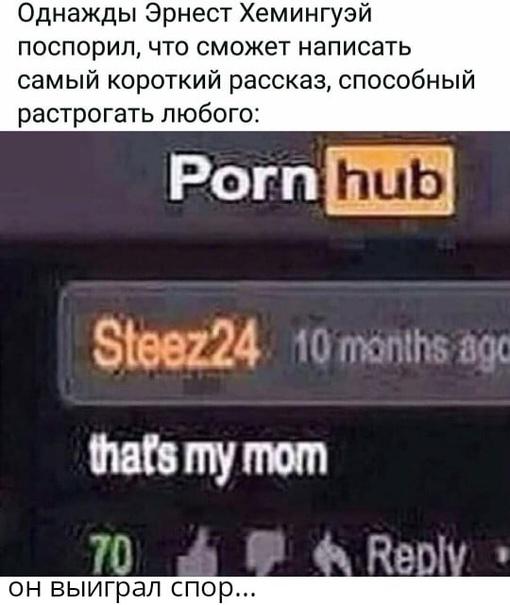 Однажды Эрнест Хемингуэй
поспорил, что сможет написать
самый короткий рассказ, способный
растрогать любого:
Porn hub
Steez24 10 months ago
that's my mom
70 Reply
он выиграл спор...